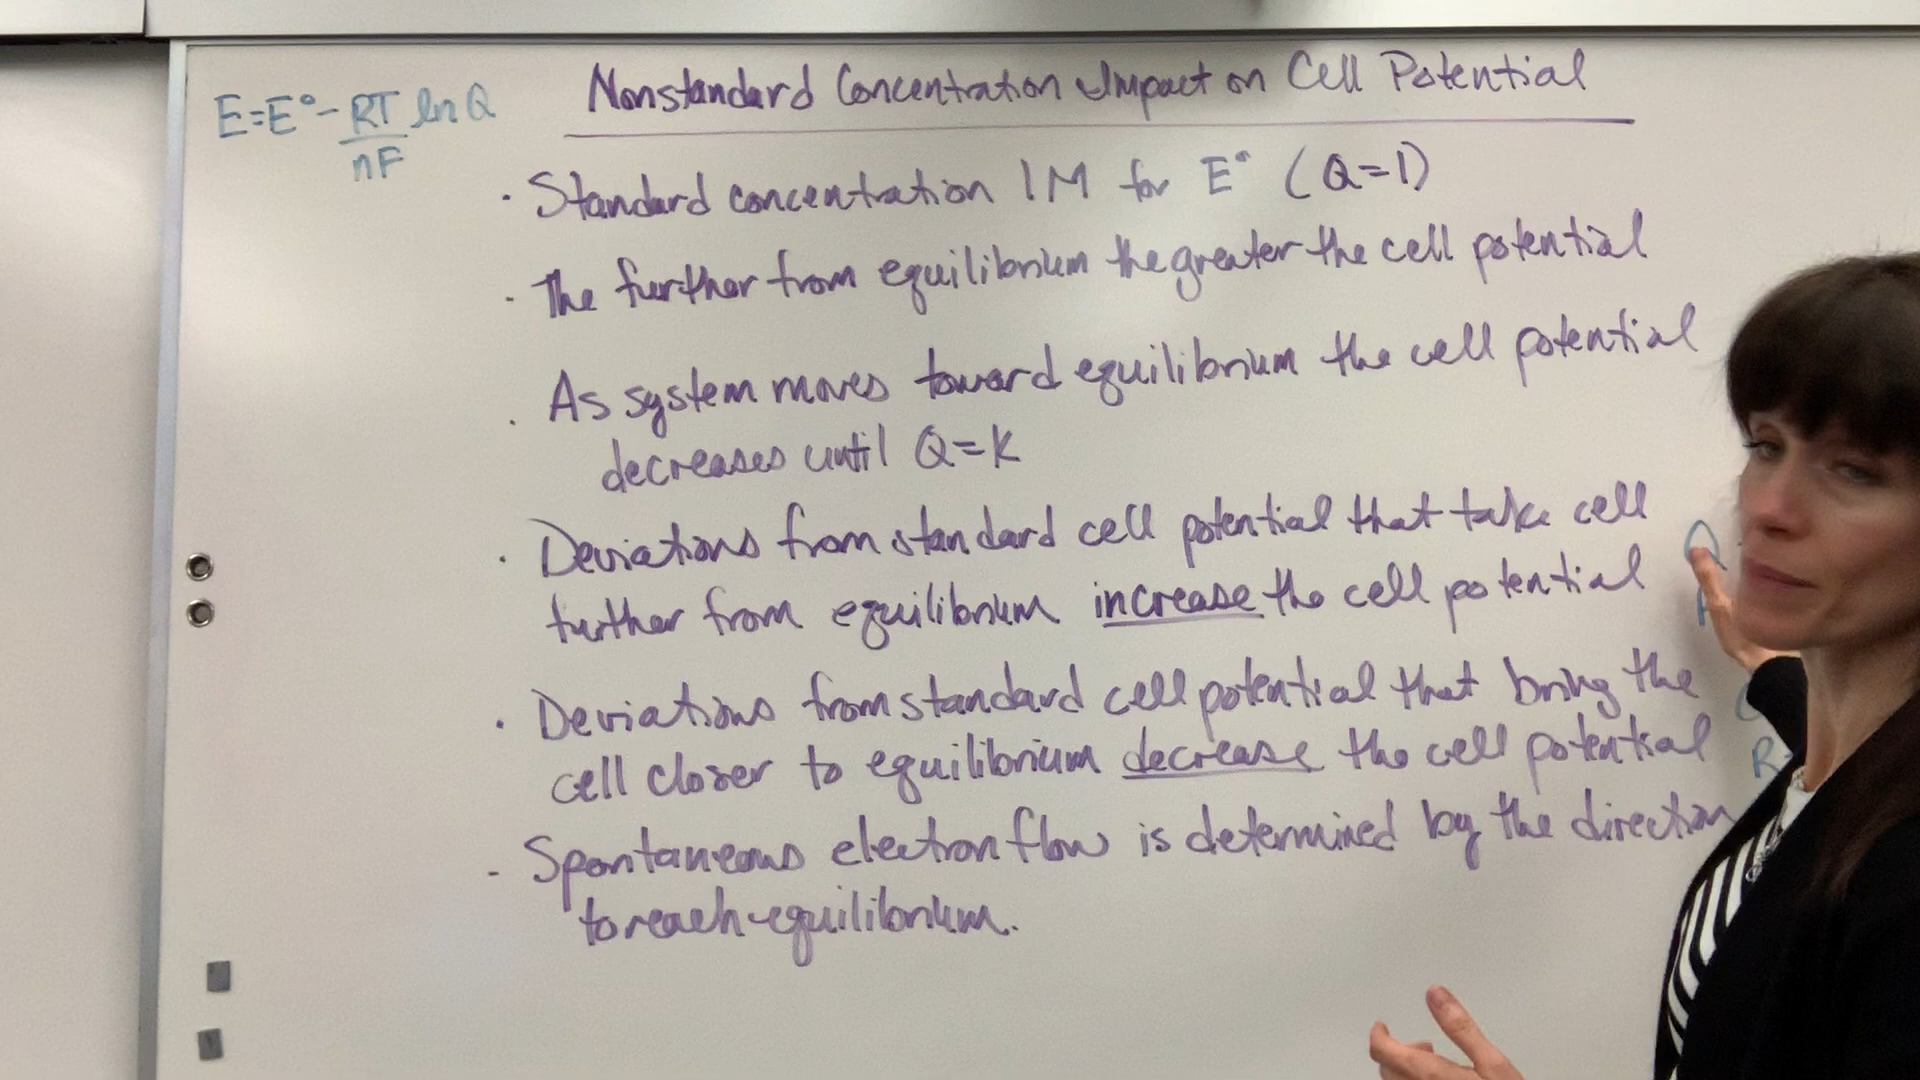 E=E°- RT/nF ln Q
Nonstandard Concentration Impact on Cell Potential
· Standard concentration 1M for E° (Q=1)
· The further from equilibrium the greater the cell potential
· As system moves toward equilibrium the cell potential
decreases until Q=K
· Deviations from standard cell potential that take cell
further from equilibrium increase the cell potential
· Deviations from standard cell potential that bring the
cell closer to equilibrium decrease the cell potential
- Spontaneous electron flow is determined by the direction
to reach equilibrium.
Q
R